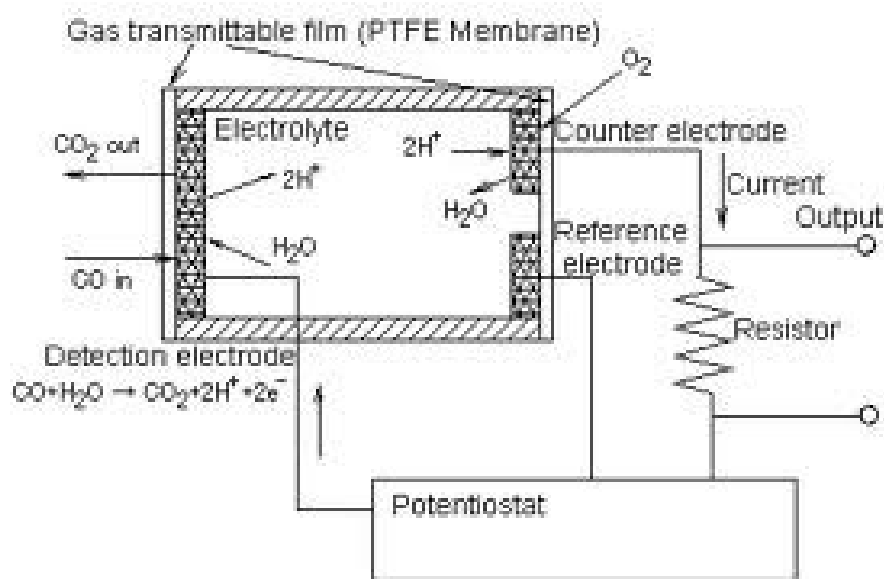 Gas transmittable film (PTFE Membrane)
O₂
Electrolyte
Counter electrode
CO₂ out
2H⁺
2H⁺
Current
H₂O
Output
H₂O
Reference
electrode
CO in
Resistor
Detection electrode
CO+H₂O → CO₂+2H⁺+2e⁻
Potentiostat